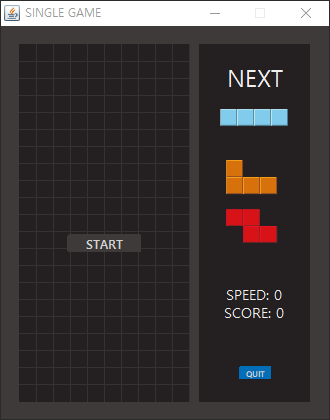 SINGLE GAME
NEXT
START
SPEED: 0
SCORE: 0
QUIT